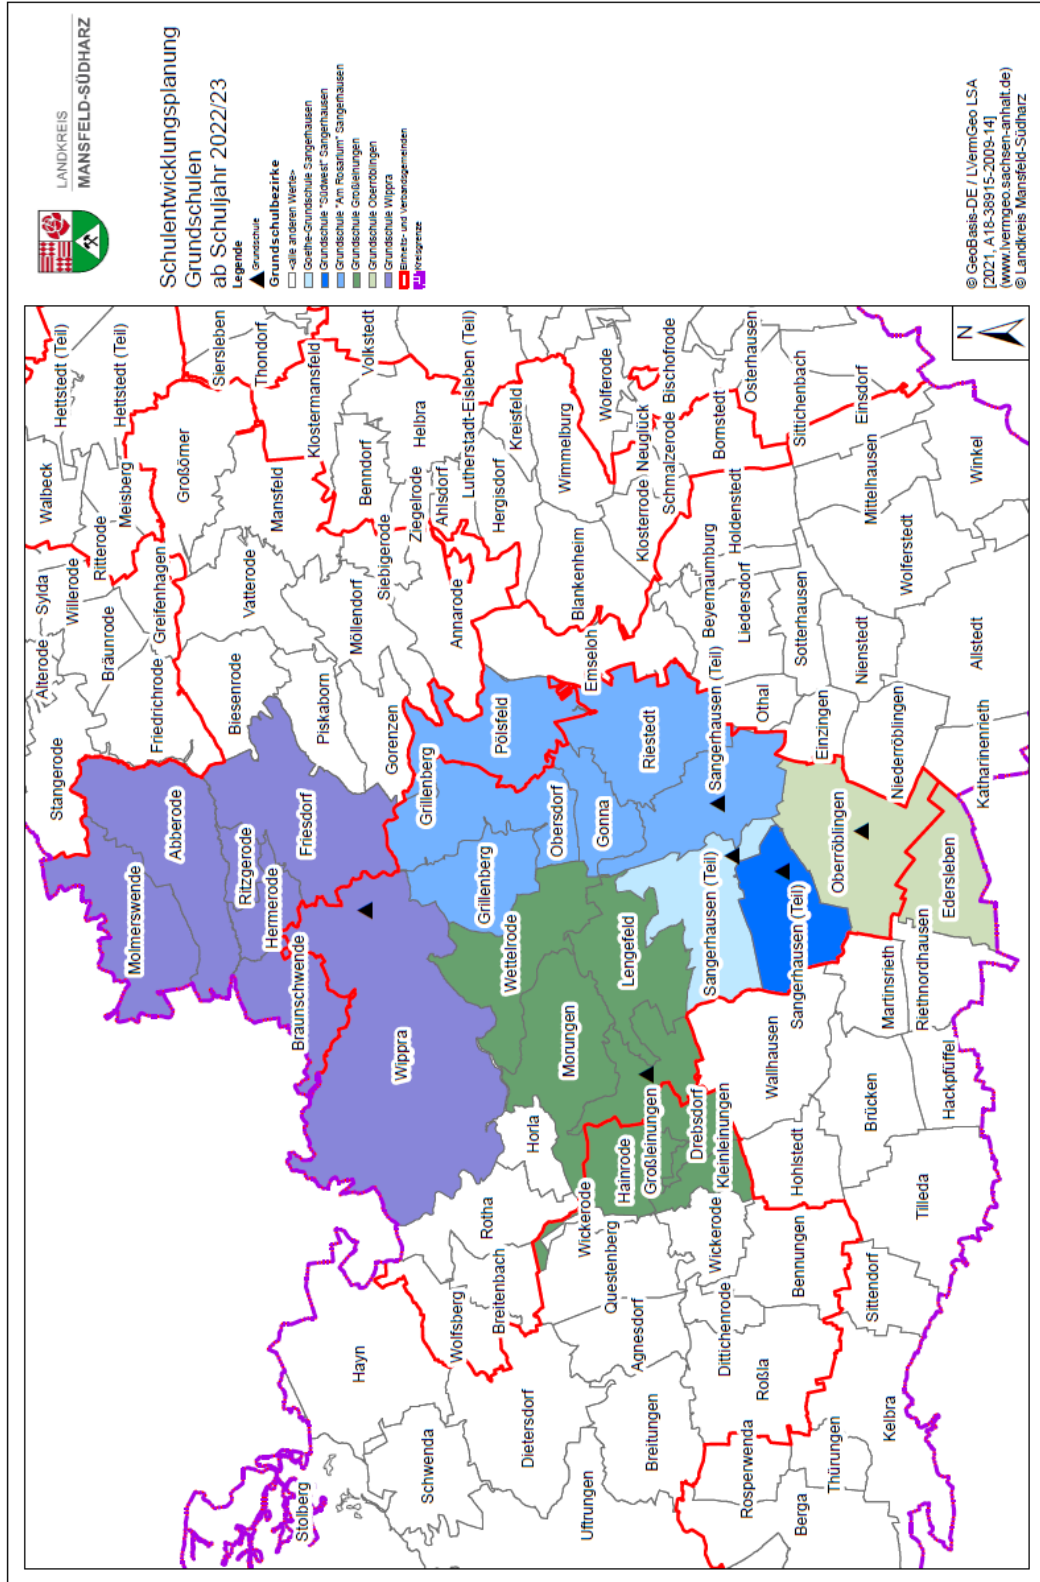 LANDKREIS
MANSFELD-SÜDHARZ
Schulentwicklungsplanung
Grundschulen
ab Schuljahr 2022/23
Legende
Grundschule
Grundschulbezirke
<alle anderen Werte>
Goethe-Grundschule Sangerhausen
Grundschule "Südwest" Sangerhausen
Grundschule "Am Rosarium" Sangerhausen
Grundschule Großleinungen
Grundschule Oberröblingen
Grundschule Wippra
Einheits- und Verbandsgemeinden
Kreisgrenze
© GeoBasis-DE / LVermGeo LSA
[2021, A18-38915-2009-14]
(www.lvermgeo.sachsen-anhalt.de)
© Landkreis Mansfeld-Südharz
N
Stolberg
Hayn
Schwenda
Wolfsberg
Dietersdorf
Breitenbach
Rotha
Horla
Uftrungen
Breitungen
Agnesdorf
Questenberg
Wickerode
Wickerode
Dittichenrode
Roßla
Bennungen
Rosperwenda
Berga
Thürungen
Kelbra
Sittendorf
Tilleda
Hohlstedt
Brücken
Hackpfüffel
Wallhausen
Martinsrieth
Riethnordhausen
Molmerswende
Abberode
Ritzgerode
Hermerode
Braunschwende
Friesdorf
Wippra
Wettelrode
Morungen
Lengefeld
Hainrode
Großleinungen
Drebsdorf
Kleinleinungen
Grillenberg
Grillenberg
Obersdorf
Gonna
Pölsfeld
Riestedt
Sangerhausen (Teil)
Sangerhausen (Teil)
Sangerhausen (Teil)
Oberröblingen
Edersleben
Stangerode
Alterode
Sylda
Willerode
Bräunrode
Ritterode
Friedrichrode
Greifenhagen
Walbeck
Meisberg
Hettstedt (Teil)
Hettstedt (Teil)
Großörner
Siersleben
Thondorf
Biesenrode
Vatterode
Mansfeld
Klostermansfeld
Piskaborn
Möllendorf
Gorenzen
Siebigerode
Benndorf
Volkstedt
Helbra
Ziegelrode
Ahlsdorf
Lutherstadt-Eisleben (Teil)
Annarode
Hergisdorf
Kreisfeld
Wimmelburg
Wolferode
Blankenheim
Emseloh
Klosterrode
Neuglück
Schmalzerode
Bischofrode
Bornstedt
Osterhausen
Sittichenbach
Einsdorf
Beyernaumburg
Holdenstedt
Liedersdorf
Othal
Sotterhausen
Einzingen
Nienstedt
Niederröblingen
Mittelhausen
Wolferstedt
Winkel
Allstedt
Katharinenrieth